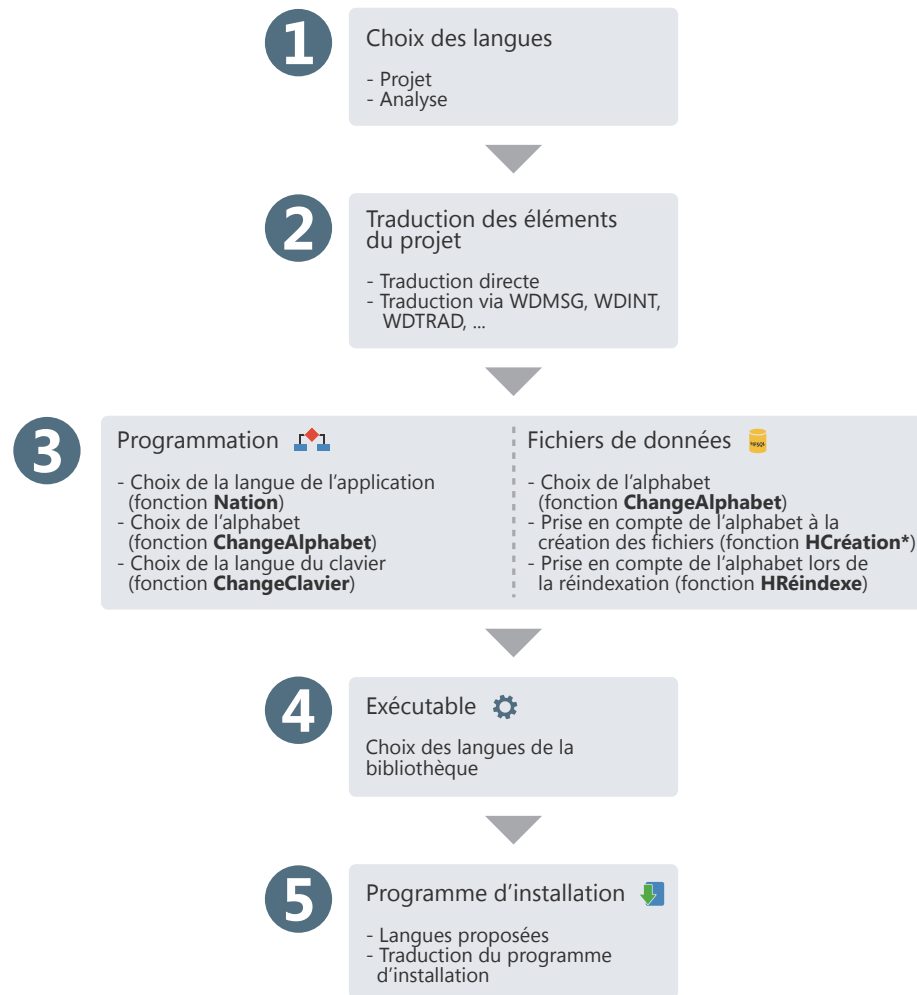 1
Choix des langues
- Projet
- Analyse
2
Traduction des éléments
du projet
- Traduction directe
- Traduction via WDMSG, WDINT,
WDTRAD, ...
3
Programmation
- Choix de la langue de l'application
(fonction Nation)
- Choix de l'alphabet
(fonction ChangeAlphabet)
- Choix de la langue du clavier
(fonction ChangeClavier)
Fichiers de données
HFSQL
- Choix de l'alphabet
(fonction ChangeAlphabet)
- Prise en compte de l'alphabet à la
création des fichiers (fonction HCréation*)
- Prise en compte de l'alphabet lors de
la réindexation (fonction HRéindexe)
4
Exécutable
Choix des langues de la
bibliothèque
5
Programme d'installation
- Langues proposées
- Traduction du programme
d'installation